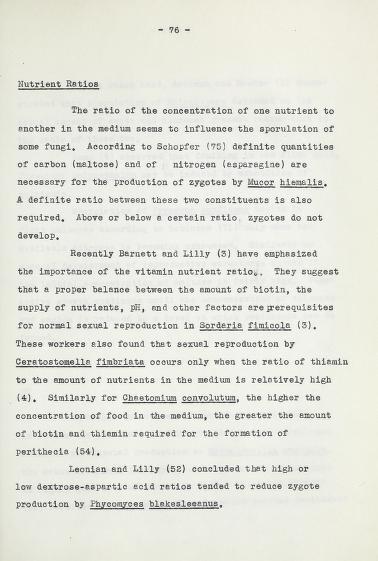 - 76 -
Nutrient Ratios
The ratio of the concentration of one nutrient to
another in the medium seems to influence the sporulation of
some fungi. According to Schopfer (75) definite quantities
of carbon (maltose) and of nitrogen (asparagine) are
necessary for the production of zygotes by Mucor hiemalis.
A definite ratio between these two constituents is also
required. Above or below a certain ratio zygotes do not
develop.
Recently Barnett and Lilly (3) have emphasized
the importance of the vitamin nutrient ratio. They suggest
that a proper balance between the amount of biotin, the
supply of nutrients, pH, and other factors are prerequisites
for normal sexual reproduction in Sordaria fimicola (3).
These workers also found that sexual reproduction by
Ceratostomella fimbriata occurs only when the ratio of thiamin
to the amount of nutrients in the medium is relatively high
(4). Similarly for Chaetomium convolutum, the higher the
concentration of food in the medium, the greater the amount
of biotin and thiamin required for the formation of
perithecia (54).
Leonian and Lilly (52) concluded that high or
low dextrose-aspartic acid ratios tended to reduce zygote
production by Phycomyces blakesleeanus.